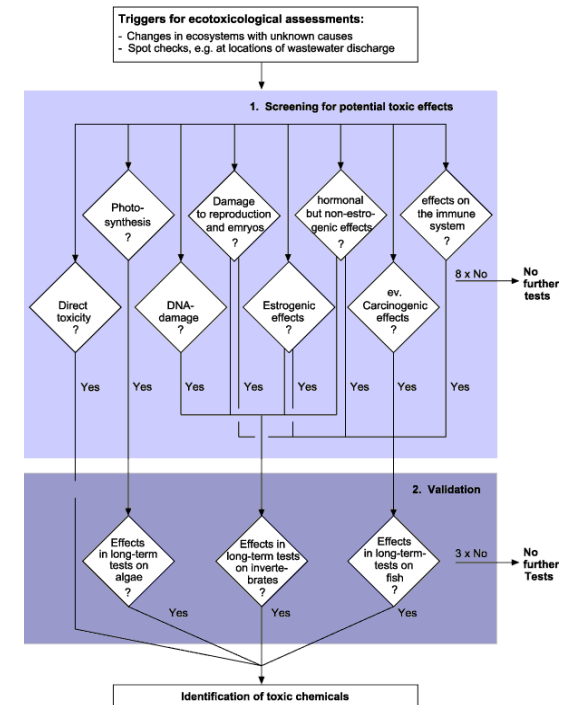 Triggers for ecotoxicological assessments:
- Changes in ecosystems with unknown causes
- Spot checks, e.g. at locations of wastewater discharge
1. Screening for potential toxic effects
Photo-
synthesis
?
Damage
to reproduction
and emryos
?
hormonal
but non-estro-
genic effects
?
effects on
the immune
system
?
8 x No
No
further
tests
Direct
toxicity
?
DNA-
damage
?
Estrogenic
effects
?
ev.
Carcinogenic
effects
?
Yes
Yes
Yes
Yes
Yes
Yes
Yes
Yes
2. Validation
Effects
in long-term
tests on
algae
?
Effects in
long-term tests
on inverte-
brates
?
Effects
in long-term-
tests on
fish
?
3 x No
No
further
Tests
Yes
Yes
Yes
Identification of toxic chemicals